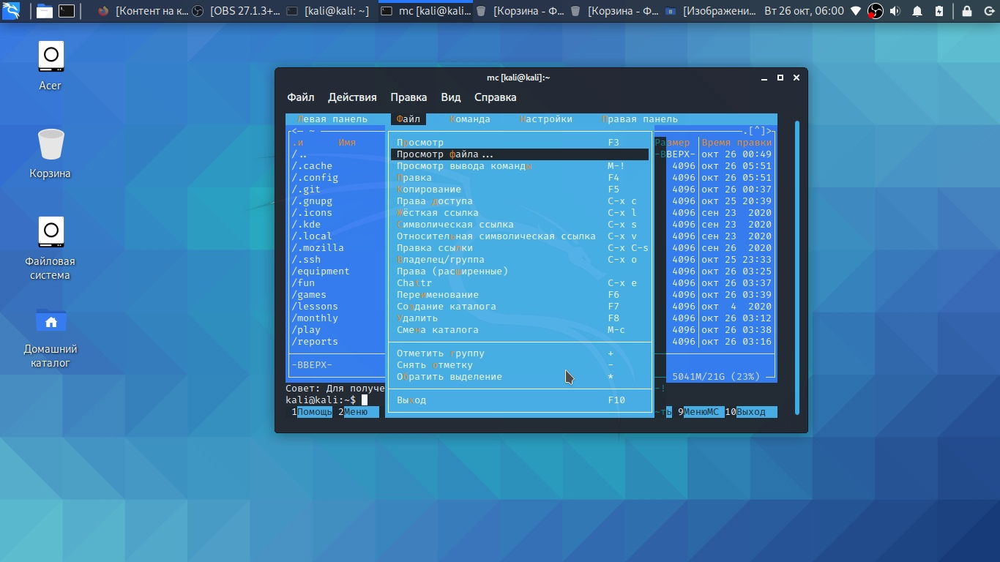 [Контент на к...
[OBS 27.1.3+...
[kali@kali: ~]
mc [kali@kali...
[Корзина - Ф...
[Корзина - Ф...
[Изображени...
Вт 26 окт, 06:00
Acer
Корзина
Файловая
система
Домашний
каталог
mc [kali@kali]:~
Файл Действия Правка Вид Справка
Левая панель Файл Команда Настройки Правая панель
<— ~ .[^]>
.и Имя Размер Время правки
/.. -ВВЕРХ- окт 26 00:49
/.cache 4096 окт 26 05:51
/.config 4096 окт 26 05:51
/.git 4096 окт 26 00:37
/.gnupg 4096 окт 25 20:39
/.icons 4096 сен 23 2020
/.kde 4096 сен 23 2020
/.local 4096 сен 23 2020
/.mozilla 4096 сен 26 2020
/.ssh 4096 окт 25 23:33
/equipment 4096 окт 26 03:25
/fun 4096 окт 26 03:37
/games 4096 окт 26 03:39
/lessons 4096 окт 4 2020
/monthly 4096 окт 26 03:12
/play 4096 окт 26 03:38
/reports 4096 окт 26 03:16
-ВВЕРХ-
5041M/21G (23%)
Просмотр F3
Просмотр файла...
Просмотр вывода команды M-!
Правка F4
Копирование F5
Права доступа C-x c
Жёсткая ссылка C-x l
Символическая ссылка C-x s
Относительная символическая ссылка C-x v
Правка ссылки C-x C-s
Владелец/группа C-x o
Права (расширенные)
Chattr C-x e
Переименование F6
Создание каталога F7
Удалить F8
Смена каталога M-c
Отметить группу +
Снять отметку -
Обратить выделение *
Выход F10
Совет: Для получе
-!
kali@kali:~$
1Помощь 2Меню ~ть 9МенюMC 10Выход